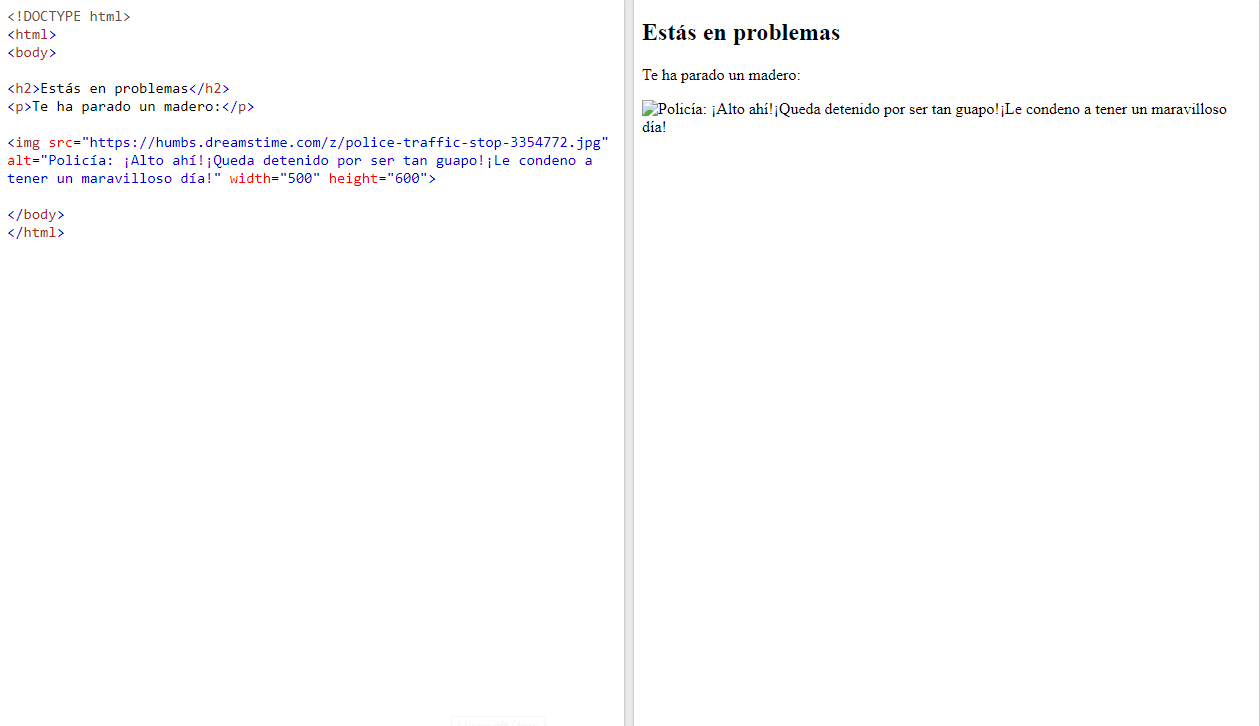 <!DOCTYPE html>
<html>
<body>
<h2>Estás en problemas</h2>
<p>Te ha parado un madero:</p>
<img src="https://humbs.dreamstime.com/z/police-traffic-stop-3354772.jpg"
alt="Policía: ¡Alto ahí!¡Queda detenido por ser tan guapo!¡Le condeno a
tener un maravilloso día!" width="500" height="600">
</body>
</html>
Estás en problemas
Te ha parado un madero:
Policía: ¡Alto ahí!¡Queda detenido por ser tan guapo!¡Le condeno a tener un maravilloso
día!